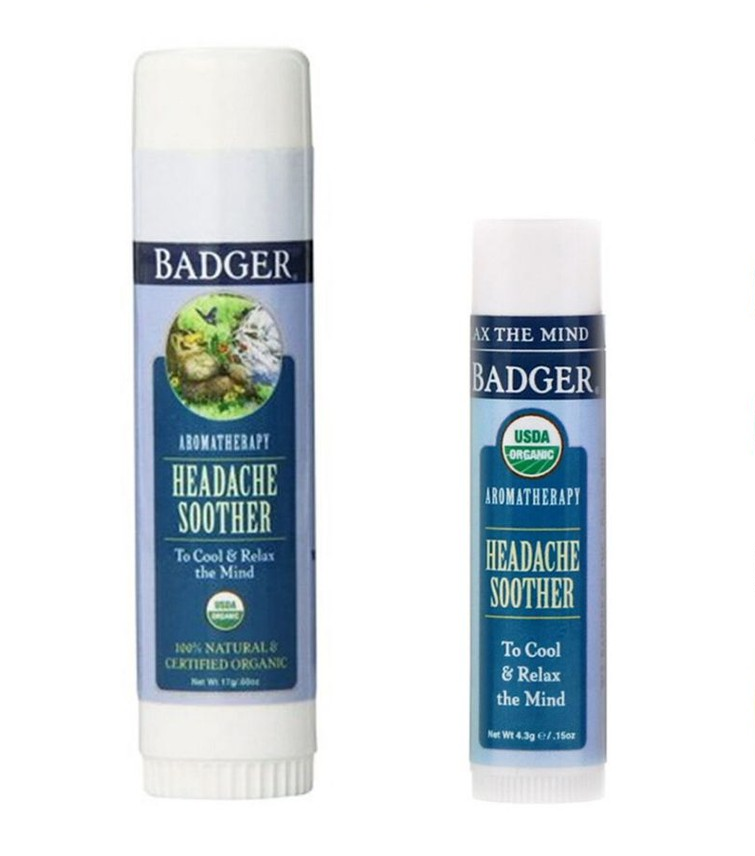 BADGER
AROMATHERAPY
HEADACHE
SOOTHER
To Cool & Relax
the Mind
USDA
ORGANIC
100% NATURAL &
CERTIFIED ORGANIC
Net Wt 17g/.60oz
AX THE MIND
BADGER
USDA
ORGANIC
AROMATHERAPY
HEADACHE
SOOTHER
To Cool
& Relax
the Mind
Net Wt 4.3g e/.15oz